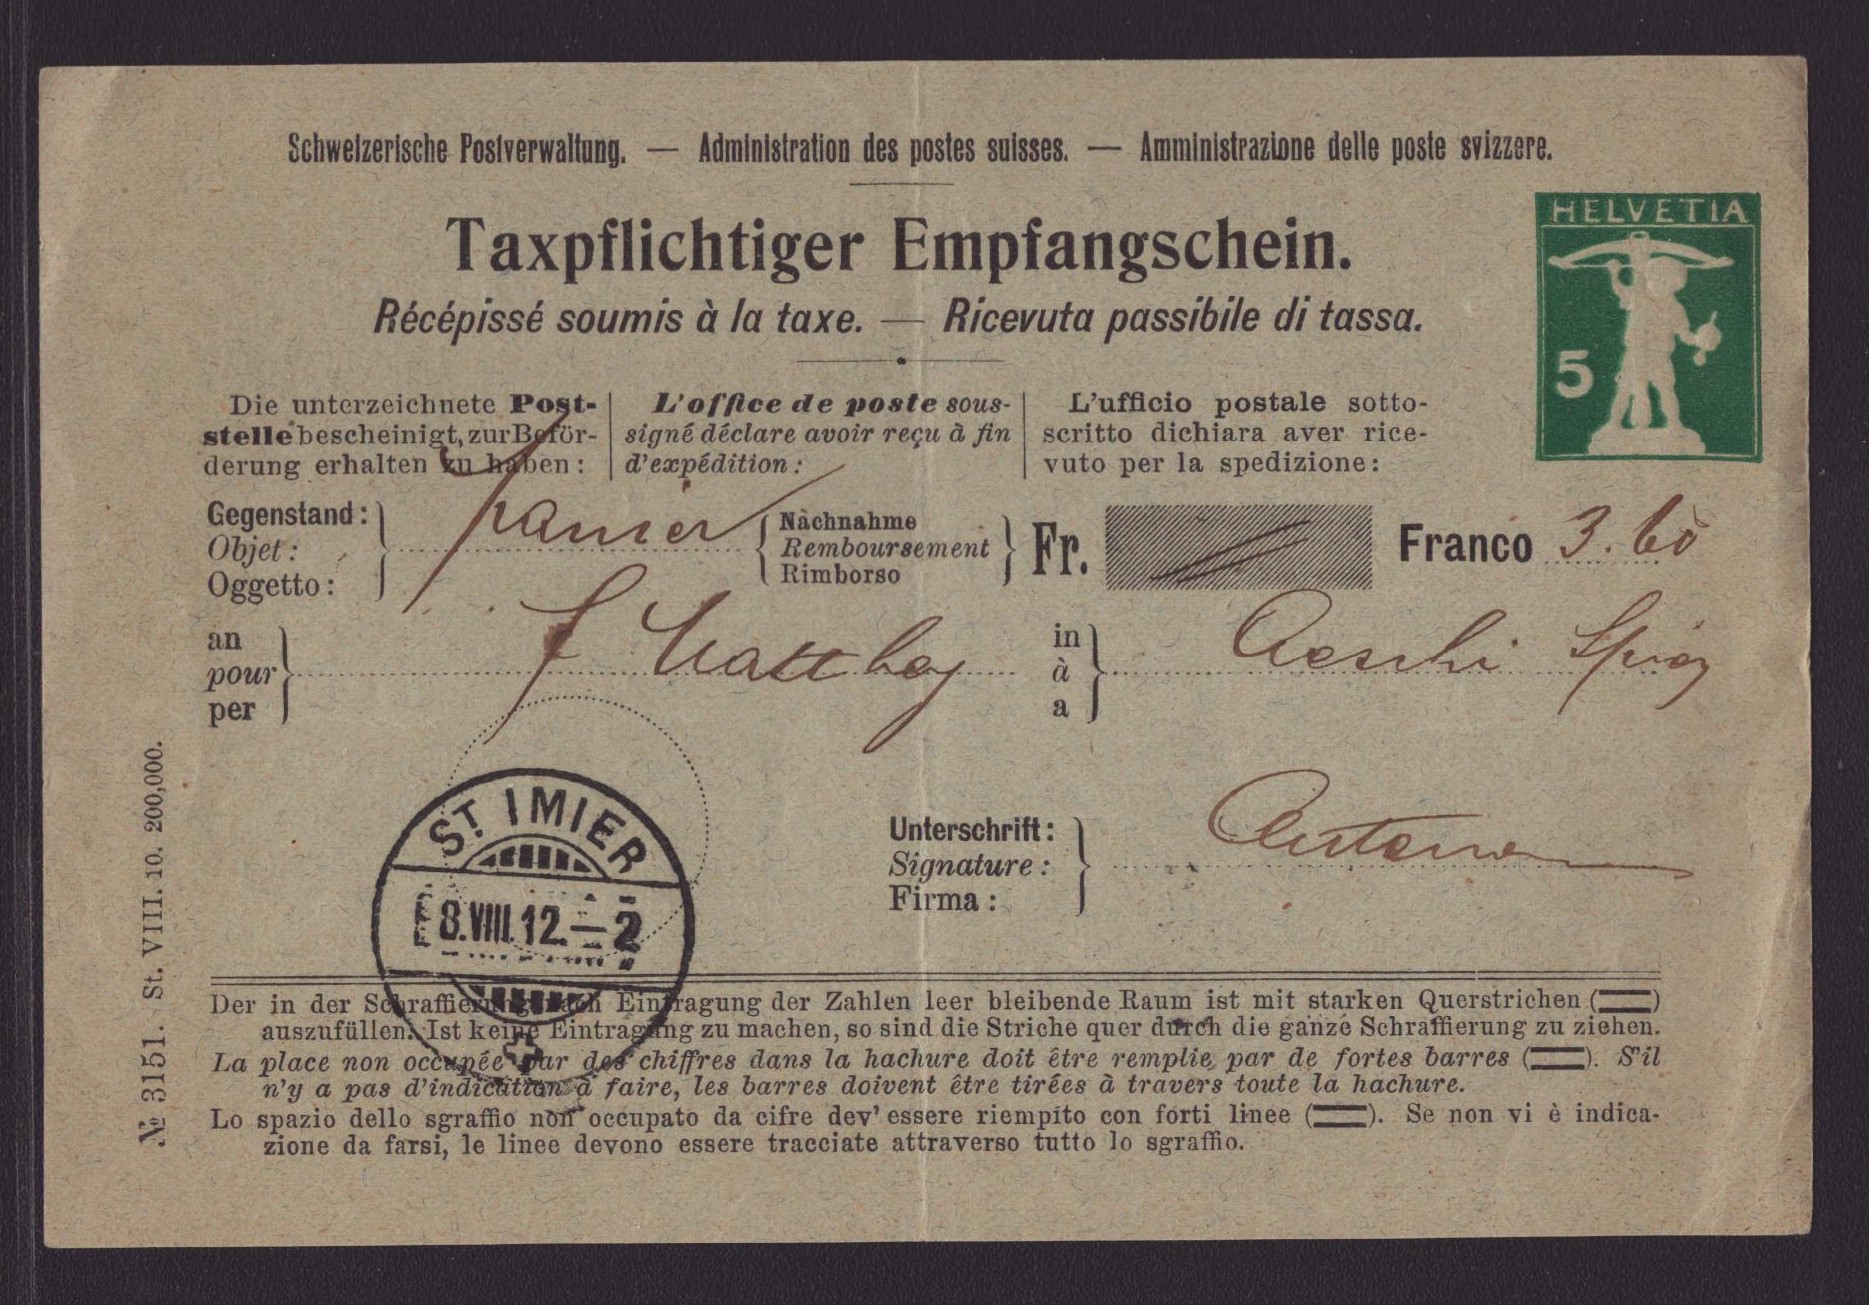 Schweizerische Postverwaltung. — Administration des postes suisses. — Amministrazione delle poste svizzere.
Taxpflichtiger Empfangschein.
Récépissé soumis à la taxe. — Ricevuta passibile di tassa.
HELVETIA
5
Die unterzeichnete Post-
stelle bescheinigt, zur Beför-
derung erhalten zu haben:
L'office de poste sous-
signé déclare avoir reçu à fin
d'expédition:
L'ufficio postale sotto-
scritto dichiara aver rice-
vuto per la spedizione:
Gegenstand:
Objet:
Oggetto:
panier
Nachnahme
Remboursement
Rimborso
Fr.
Franco 3.60
an
pour
per
Matthey
in
à
a
Aeschi Spiez
ST. IMIER
8.VIII.12.–2
Unterschrift:
Signature:
Firma:
Der in der Schraffierung nach Eintragung der Zahlen leer bleibende Raum ist mit starken Querstrichen (══)
auszufüllen. Ist keine Eintragung zu machen, so sind die Striche quer durch die ganze Schraffierung zu ziehen.
La place non occupée par des chiffres dans la hachure doit être remplie par de fortes barres (══). S'il
n'y a pas d'indication à faire, les barres doivent être tirées à travers toute la hachure.
Lo spazio dello sgraffio non occupato da cifre dev' essere riempito con forti linee (══). Se non vi è indica-
zione da farsi, le linee devono essere tracciate attraverso tutto lo sgraffio.
№ 3151. St. VIII. 10. 200,000.